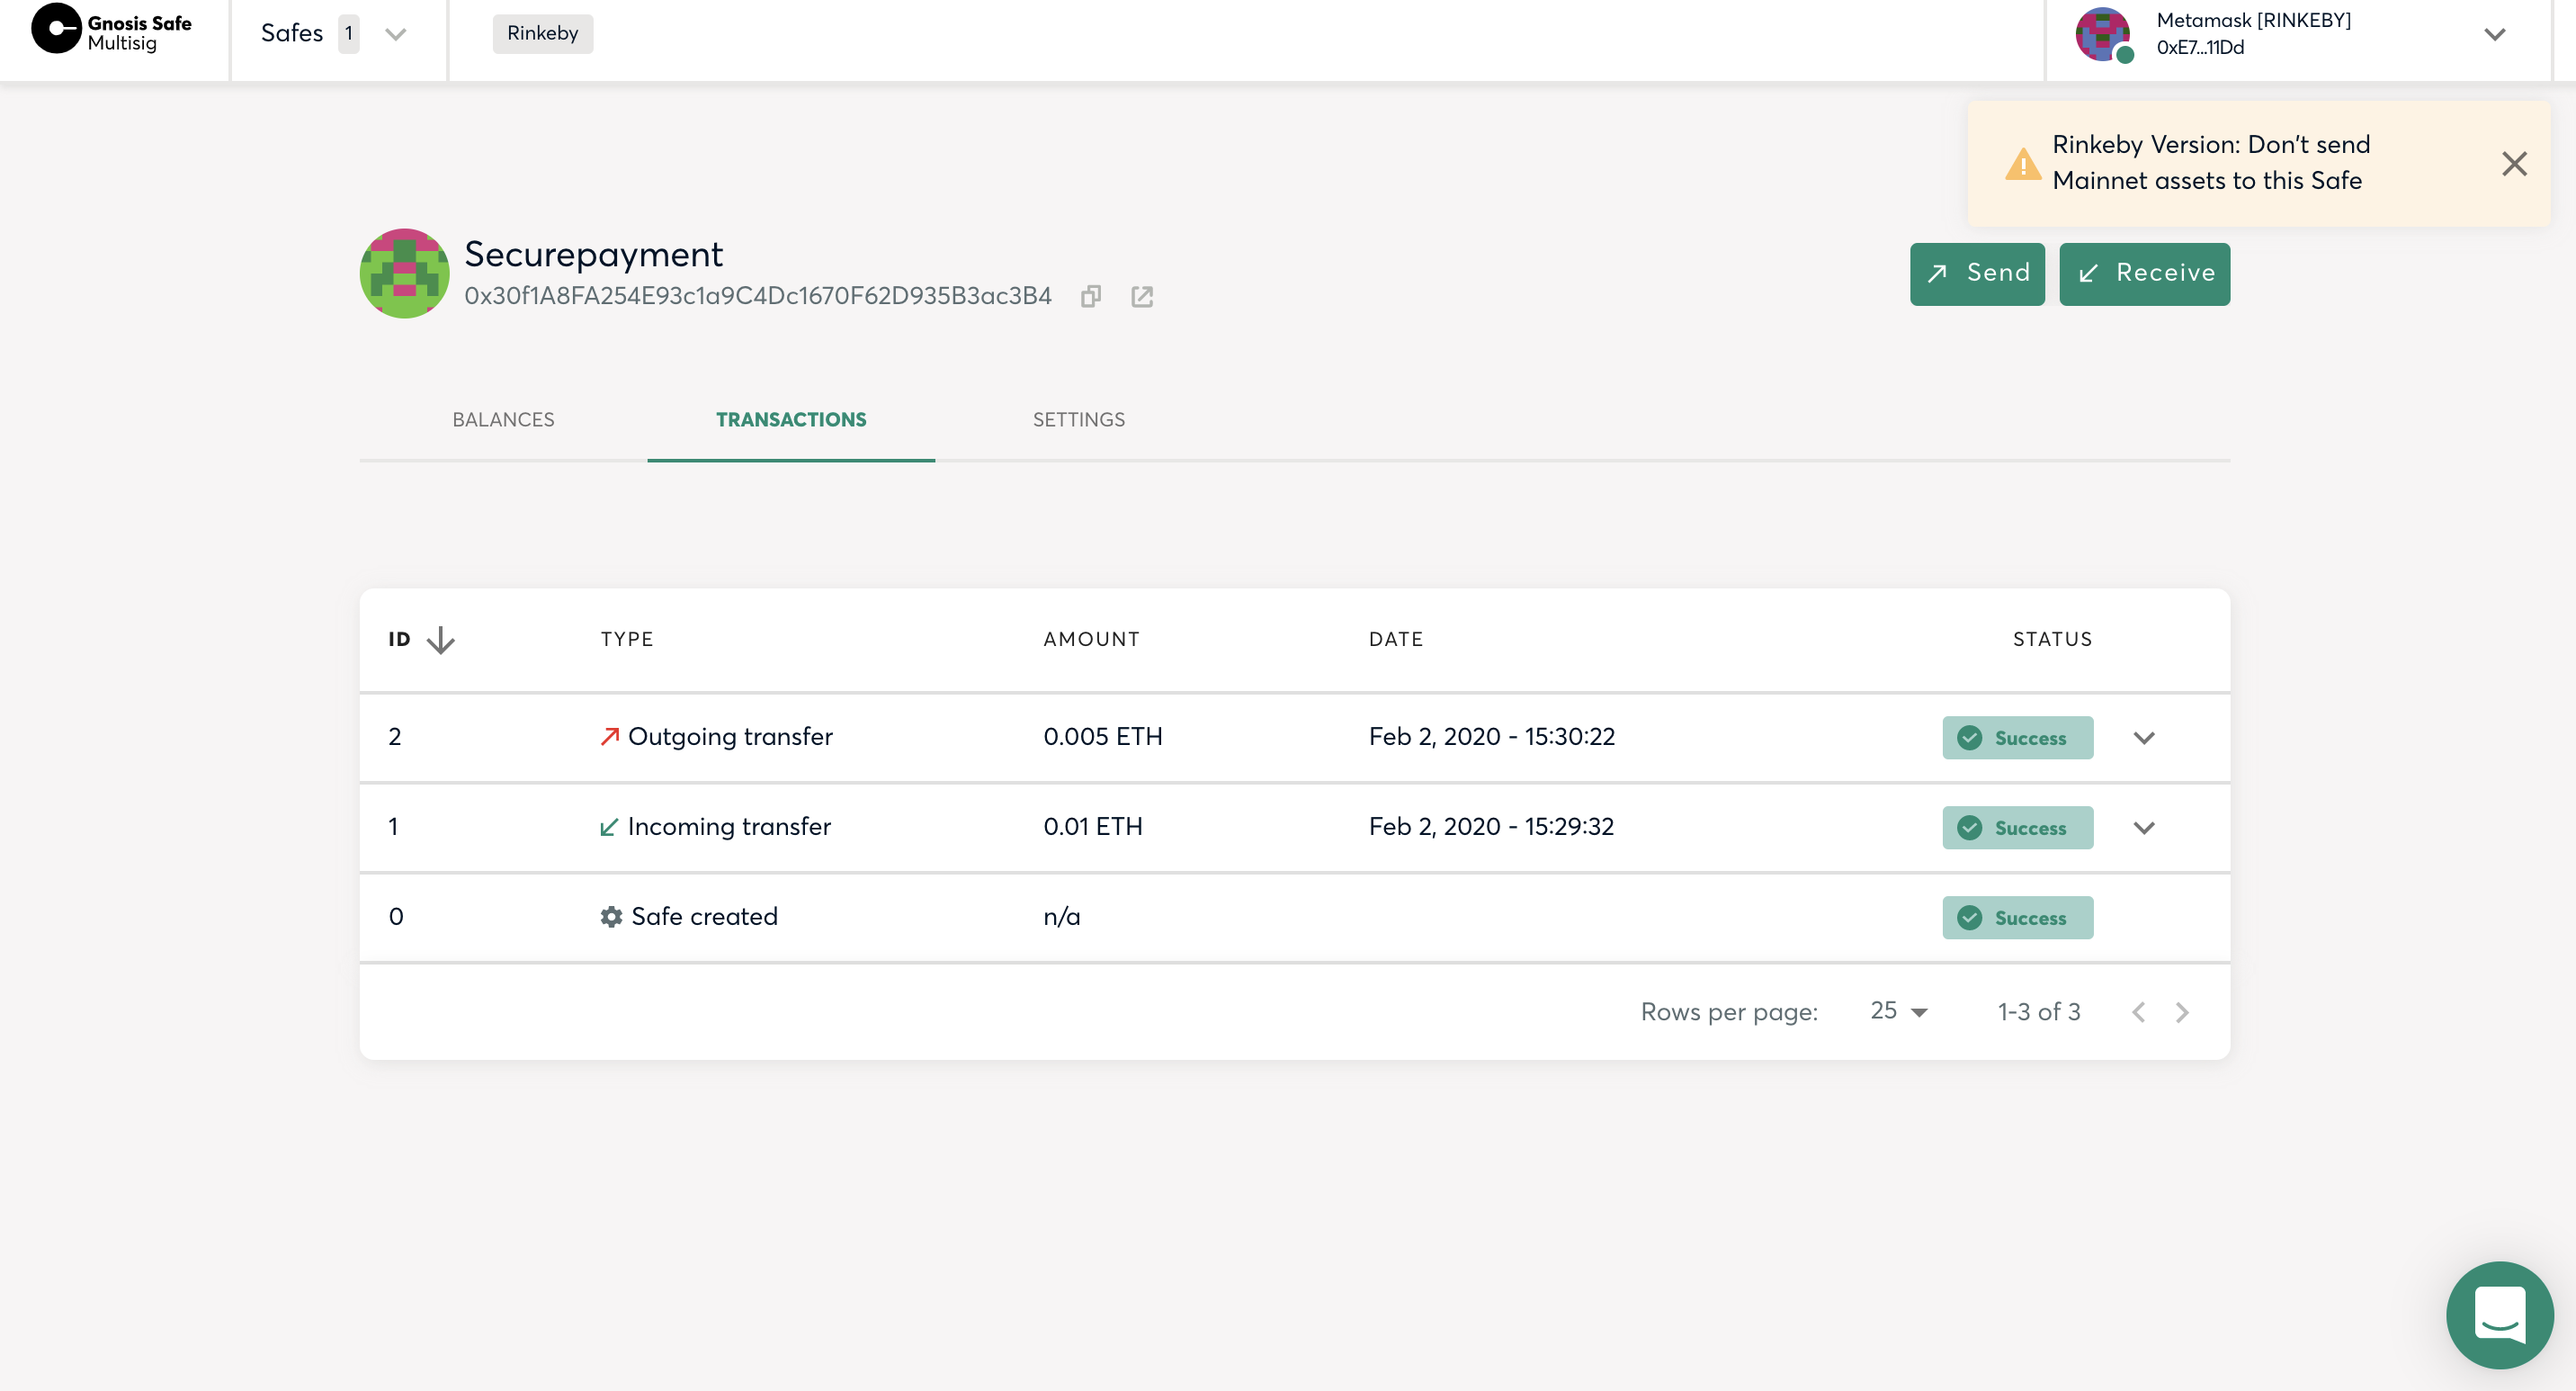 Gnosis Safe
Multisig
Safes 1
Rinkeby
Metamask [RINKEBY]
0xE7...11Dd
Rinkeby Version: Don't send
Mainnet assets to this Safe
Securepayment
0x30f1A8FA254E93c1a9C4Dc1670F62D935B3ac3B4
Send
Receive
BALANCES
TRANSACTIONS
SETTINGS
ID TYPE AMOUNT DATE STATUS
2 Outgoing transfer 0.005 ETH Feb 2, 2020 - 15:30:22 Success
1 Incoming transfer 0.01 ETH Feb 2, 2020 - 15:29:32 Success
0 Safe created n/a Success
Rows per page: 25 1-3 of 3